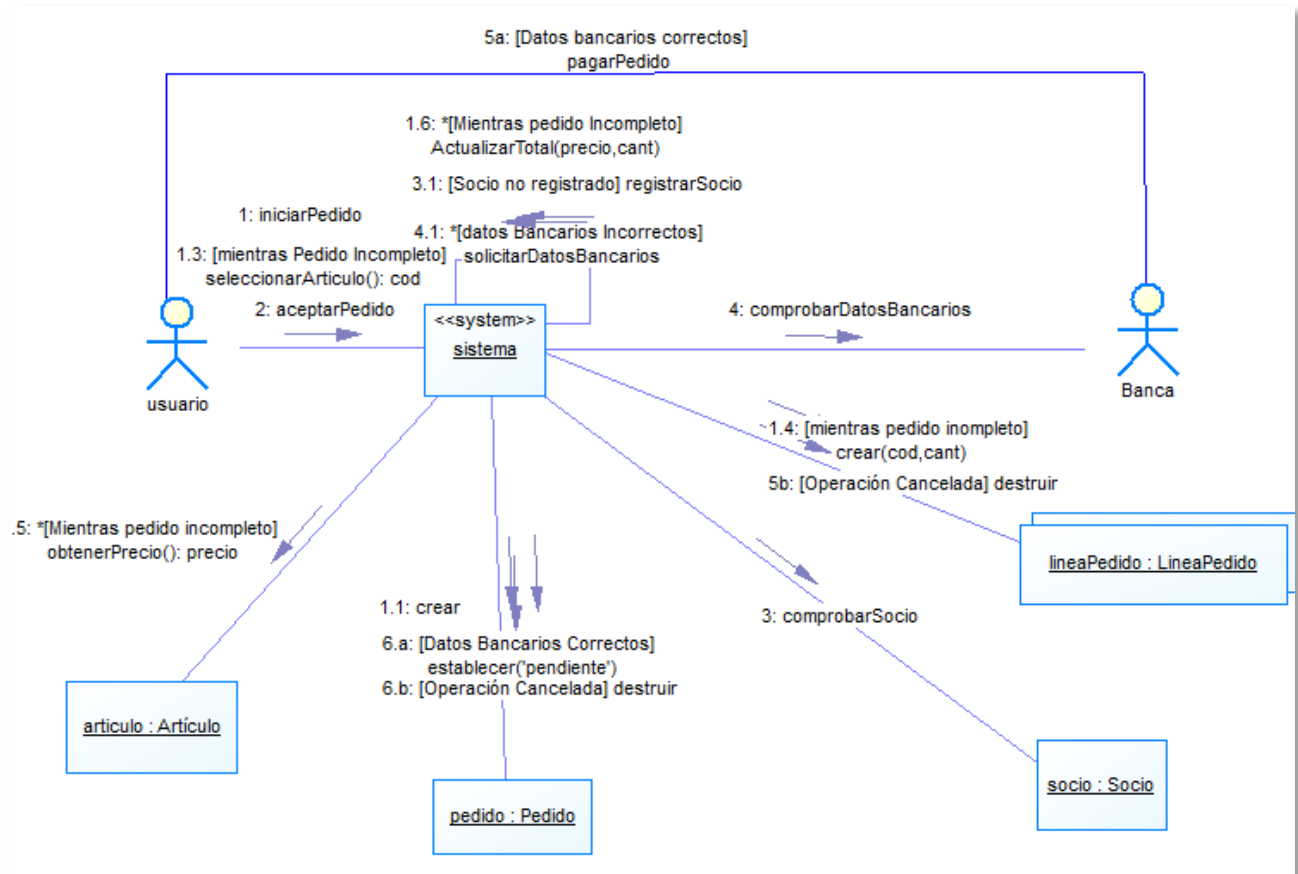 5a: [Datos bancarios correctos]
pagarPedido
1.6: *[Mientras pedido Incompleto]
ActualizarTotal(precio,cant)
3.1: [Socio no registrado] registrarSocio
1: iniciarPedido
4.1: *[datos Bancarios Incorrectos]
solicitarDatosBancarios
1.3: [mientras Pedido Incompleto]
seleccionarArticulo(): cod
2: aceptarPedido
<<system>>
sistema
4: comprobarDatosBancarios
usuario
Banca
1.4: [mientras pedido inompleto]
crear(cod,cant)
5b: [Operación Cancelada] destruir
.5: *[Mientras pedido incompleto]
obtenerPrecio(): precio
lineaPedido : LineaPedido
1.1: crear
3: comprobarSocio
6.a: [Datos Bancarios Correctos]
establecer('pendiente')
6.b: [Operación Cancelada] destruir
articulo : Artículo
socio : Socio
pedido : Pedido